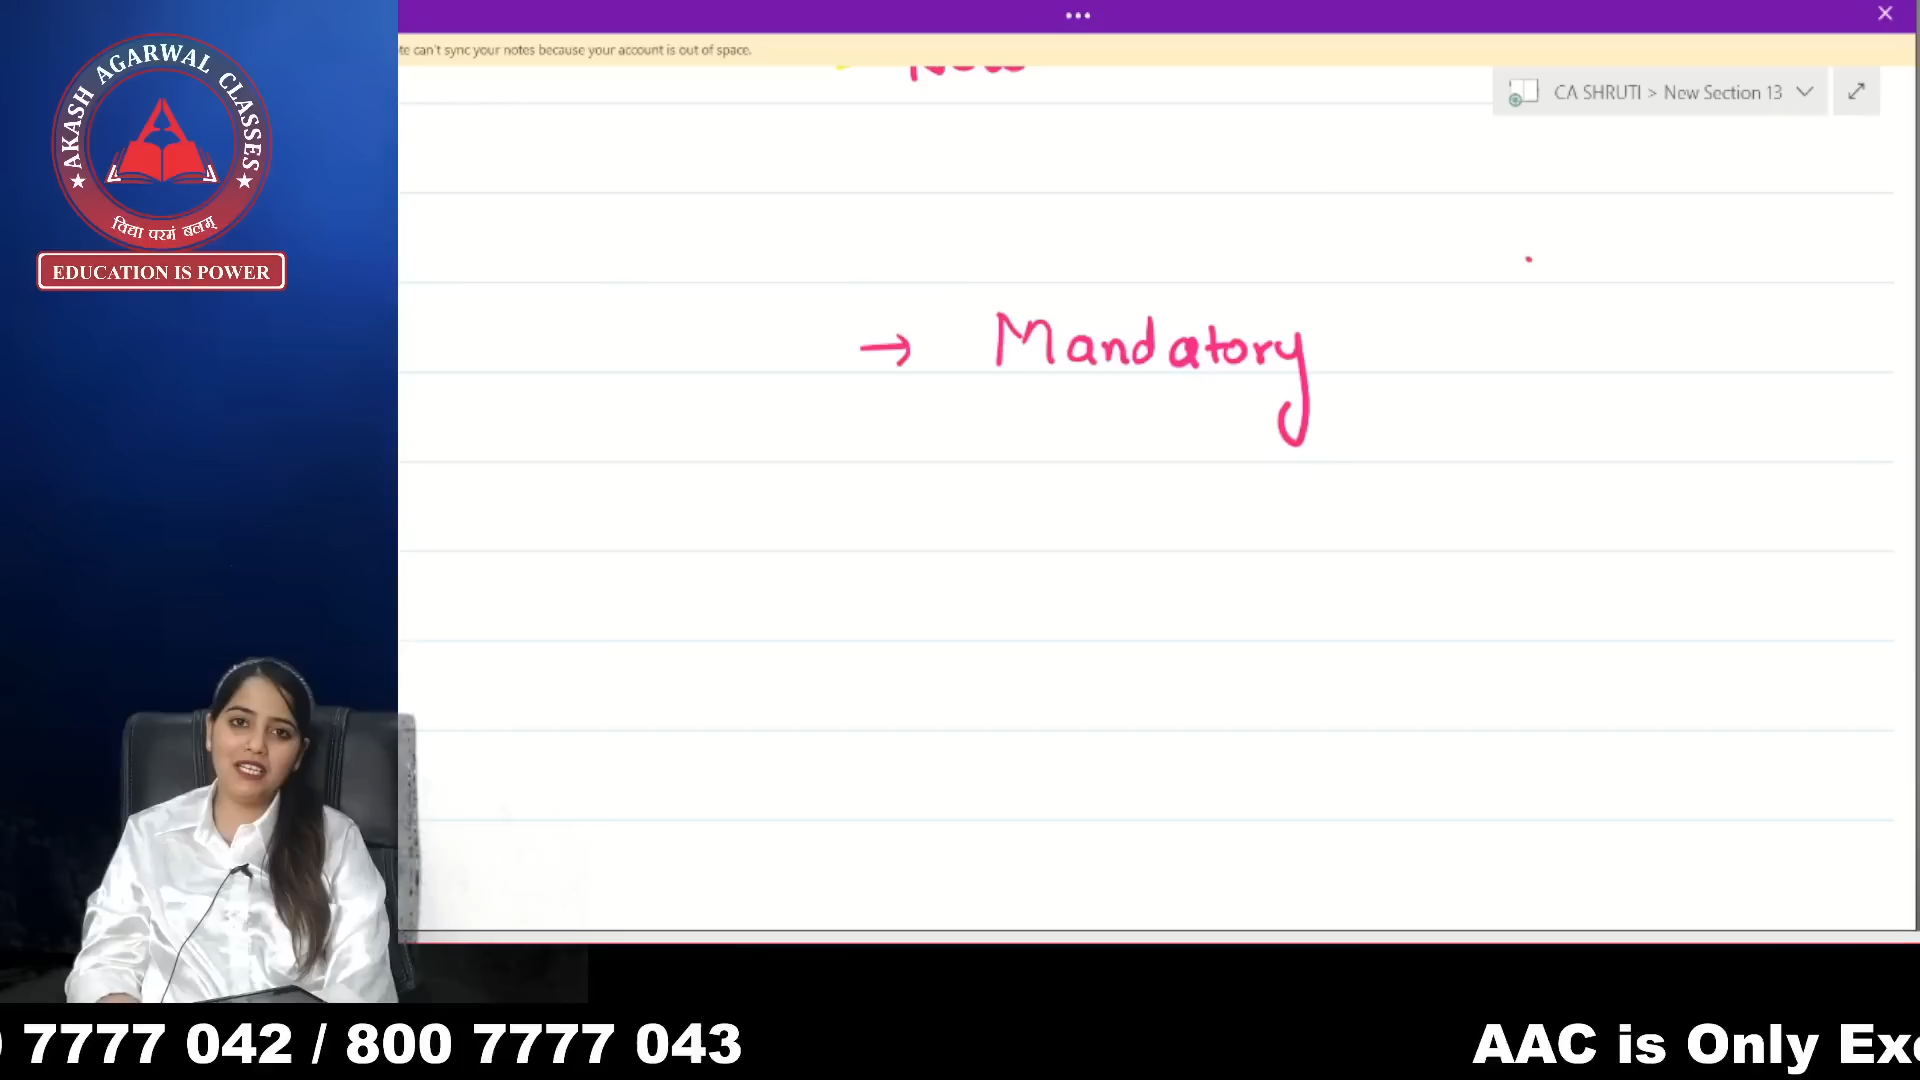 te can't sync your notes because your account is out of space.
CA SHRUTI > New Section 13
AKASH AGARWAL CLASSES
विद्या परमं बलम्
EDUCATION IS POWER
→ Mandatory
7777 042 / 800 7777 043
AAC is Only